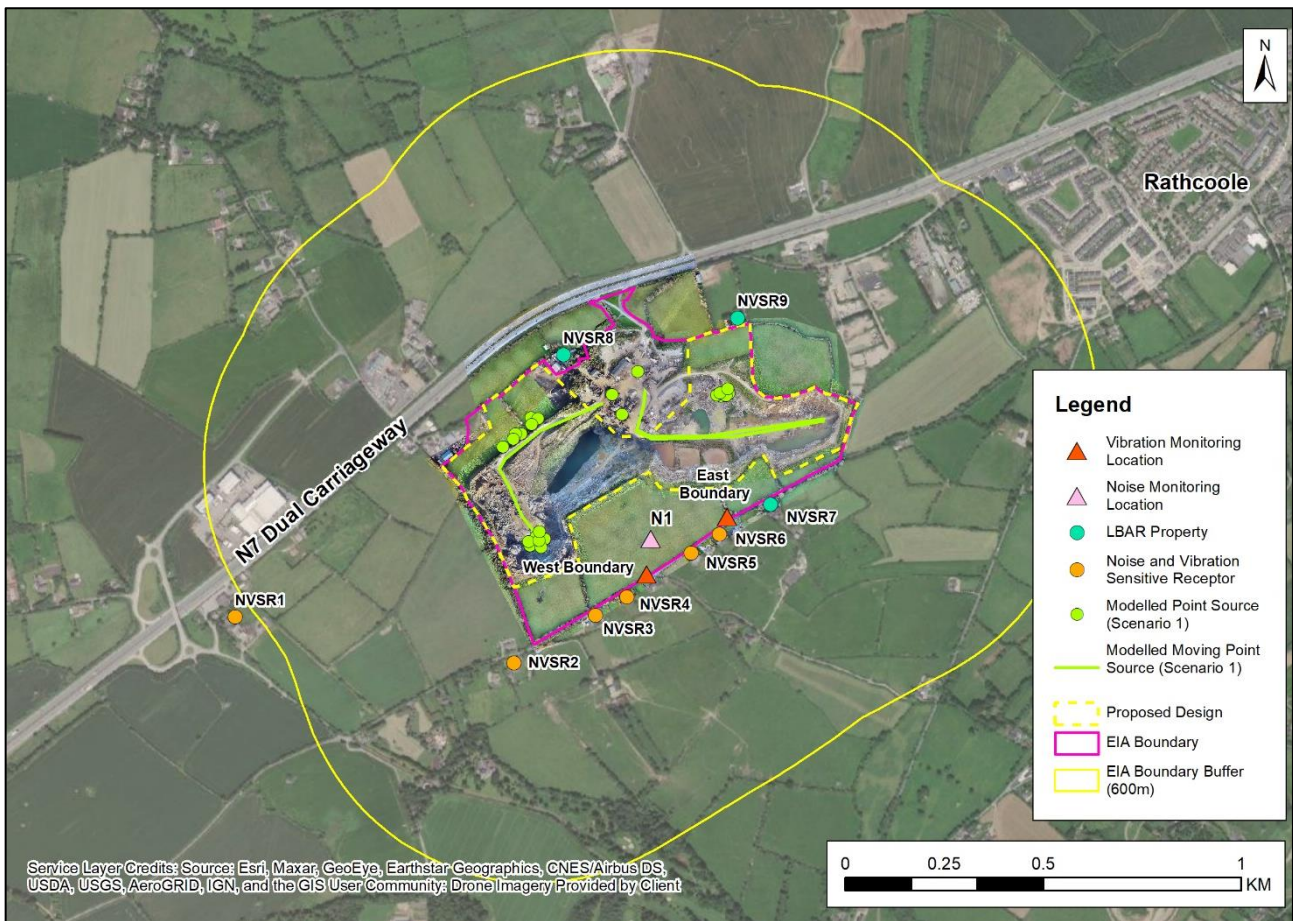 N
Rathcoole
NVSR9
NVSR8
N7 Dual Carriageway
East
Boundary
N1
NVSR7
NVSR6
West Boundary
NVSR5
NVSR4
NVSR1
NVSR3
NVSR2
Legend
Vibration Monitoring
Location
Noise Monitoring
Location
LBAR Property
Noise and Vibration
Sensitive Receptor
Modelled Point Source
(Scenario 1)
Modelled Moving Point
Source (Scenario 1)
Proposed Design
EIA Boundary
EIA Boundary Buffer
(600m)
Service Layer Credits: Source: Esri, Maxar, GeoEye, Earthstar Geographics, CNES/Airbus DS,
USDA, USGS, AeroGRID, IGN, and the GIS User Community: Drone Imagery Provided by Client
0 0.25 0.5 1
KM